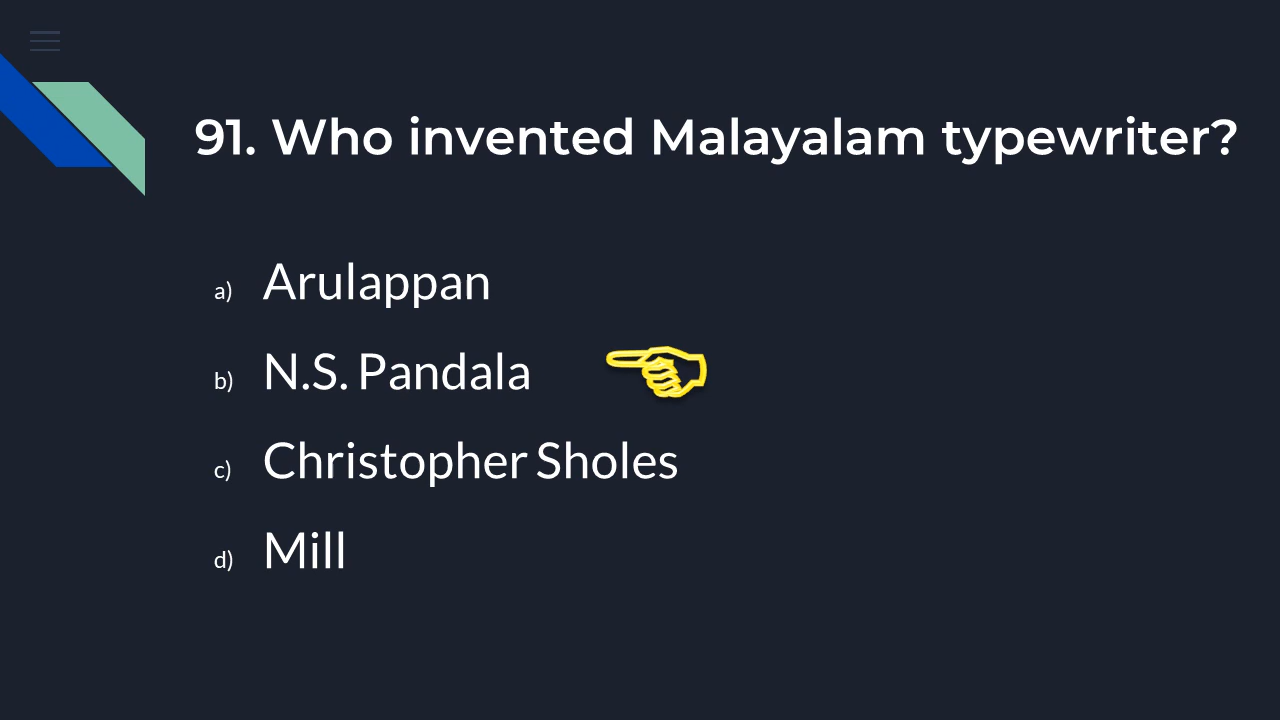 91. Who invented Malayalam typewriter?
a) Arulappan
b) N.S. Pandala
c) Christopher Sholes
d) Mill